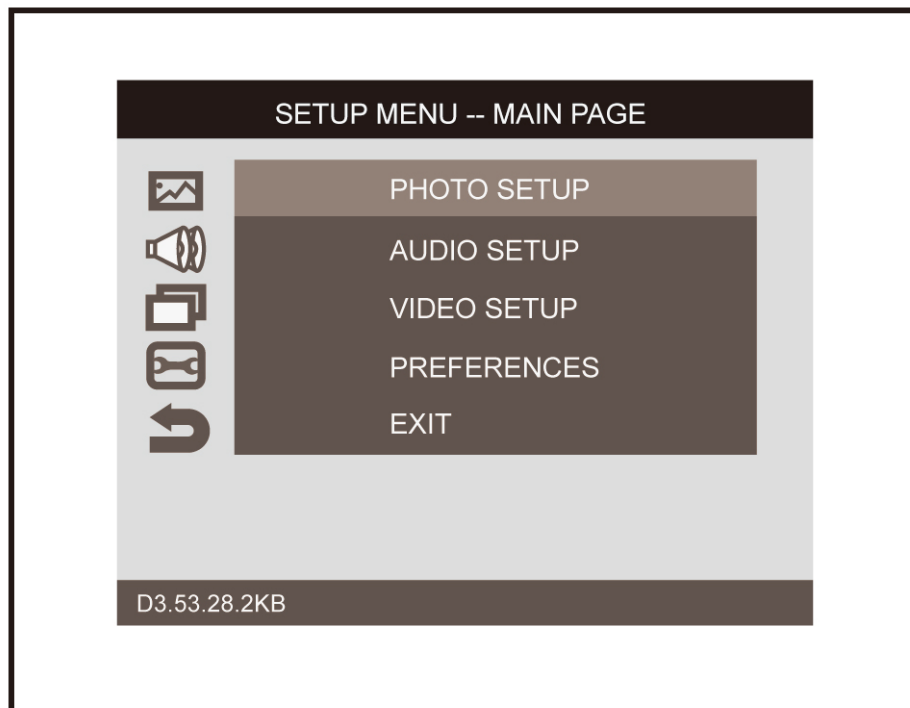 SETUP MENU -- MAIN PAGE
PHOTO SETUP
AUDIO SETUP
VIDEO SETUP
PREFERENCES
EXIT
D3.53.28.2KB